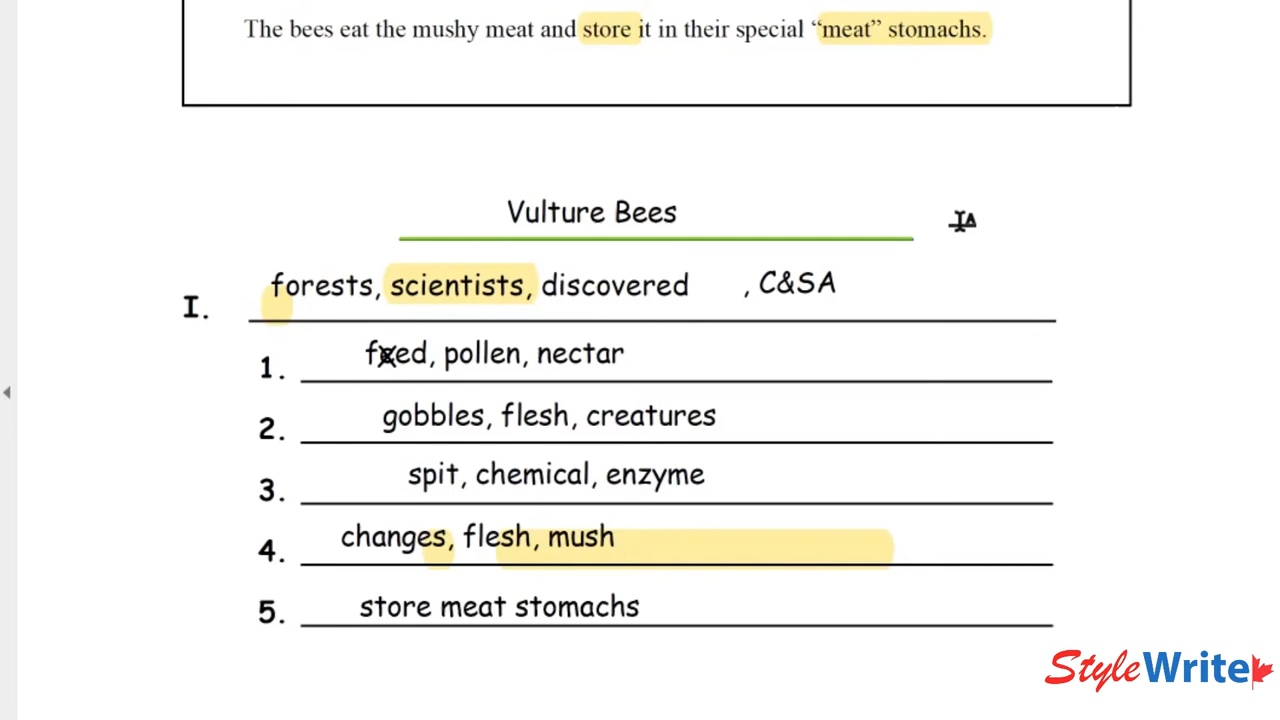 The bees eat the mushy meat and store it in their special “meat” stomachs.
Vulture Bees
I. forests, scientists, discovered , C&SA
1. fxed, pollen, nectar
2. gobbles, flesh, creatures
3. spit, chemical, enzyme
4. changes, flesh, mush
5. store meat stomachs
StyleWrite